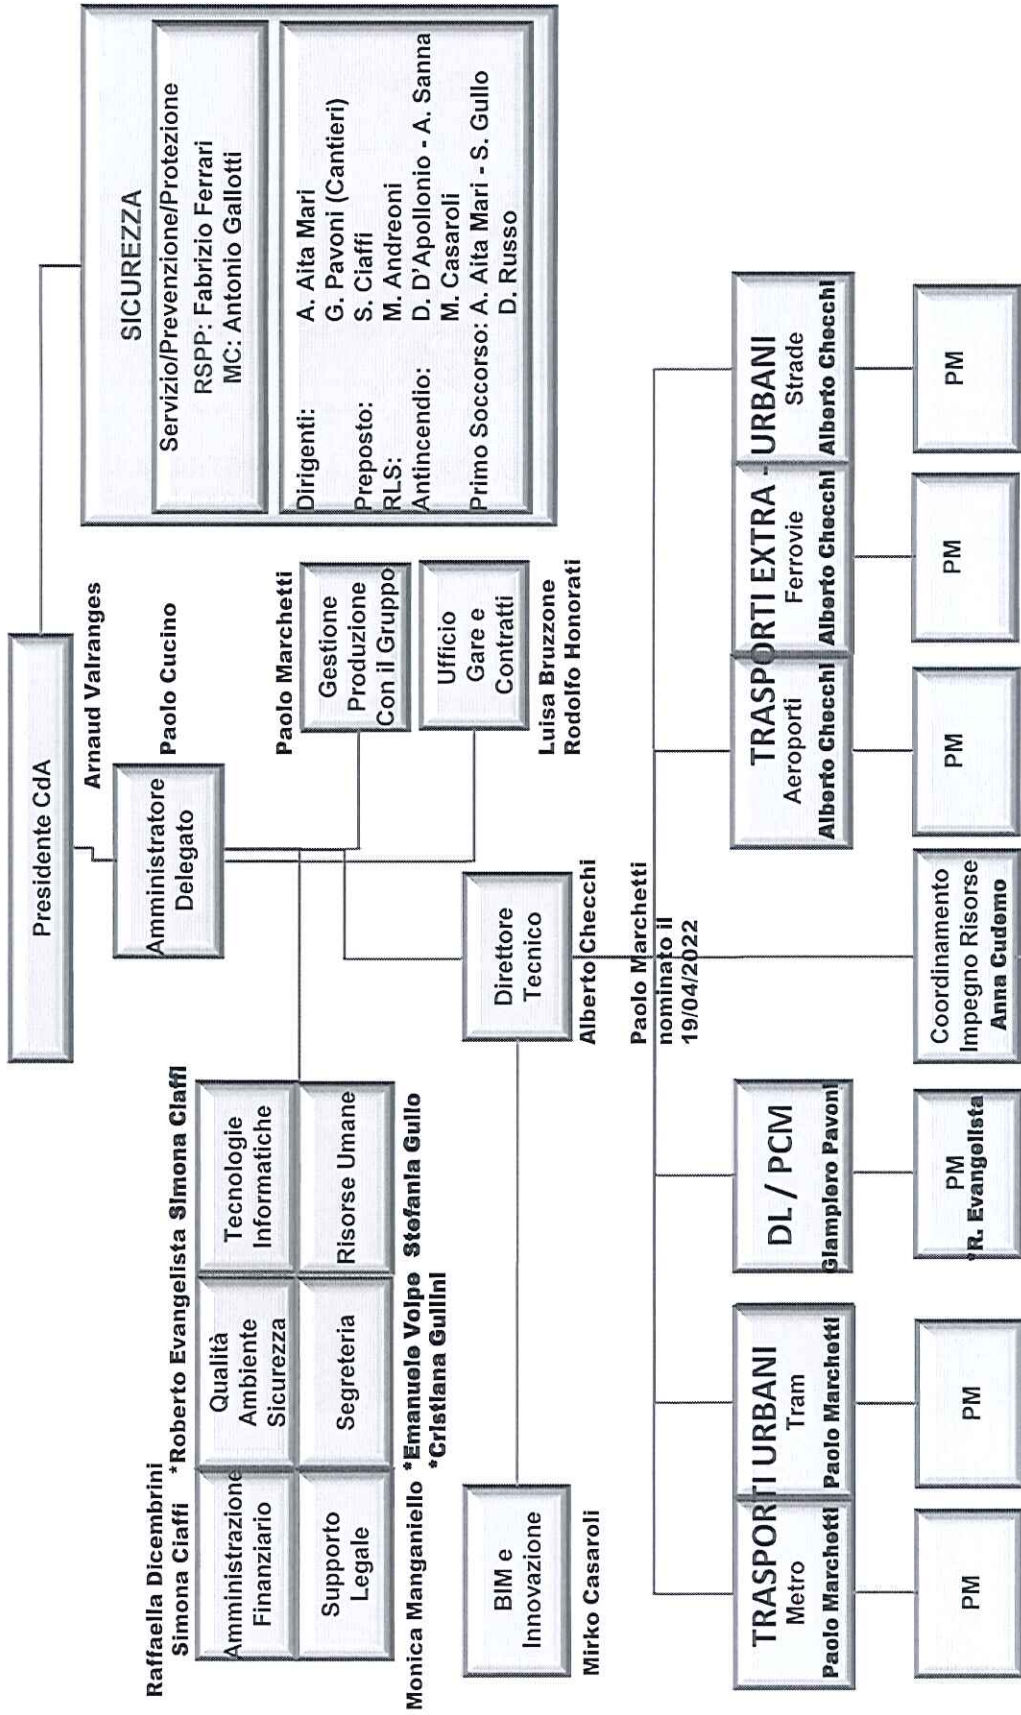 Presidente CdA
Arnaud Valranges
Amministratore
Delegato
Paolo Cucino
SICUREZZA
Servizio/Prevenzione/Protezione
RSPP: Fabrizio Ferrari
MC: Antonio Gallotti
Dirigenti: A. Aita Mari
G. Pavoni (Cantieri)
Preposto: S. Ciaffi
RLS: M. Andreoni
Antincendio: D. D'Apollonio - A. Sanna
M. Casaroli
Primo Soccorso: A. Aita Mari - S. Gullo
D. Russo
Raffaella Dicembrini
Simona Ciaffi
*Roberto Evangelista
Simona Ciaffi
Amministrazione
Finanziario
Qualità
Ambiente
Sicurezza
Tecnologie
Informatiche
Supporto
Legale
Segreteria
Risorse Umane
Monica Manganiello
*Emanuele Volpe
*Cristiana Gullini
Stefania Gullo
Paolo Marchetti
Gestione
Produzione
Con il Gruppo
Ufficio
Gare e
Contratti
Luisa Bruzzone
Rodolfo Honorati
BIM e
Innovazione
Mirko Casaroli
Direttore
Tecnico
Alberto Checchi
Paolo Marchetti
nominato il
19/04/2022
TRASPORTI URBANI
Metro
Paolo Marchetti
Tram
Paolo Marchetti
DL / PCM
Giampiero Pavoni
TRASPORTI EXTRA - URBANI
Aeroporti
Alberto Checchi
Ferrovie
Alberto Checchi
Strade
Alberto Checchi
PM
PM
PM
*R. Evangelista
Coordinamento
Impegno Risorse
Anna Cudemo
PM
PM
PM